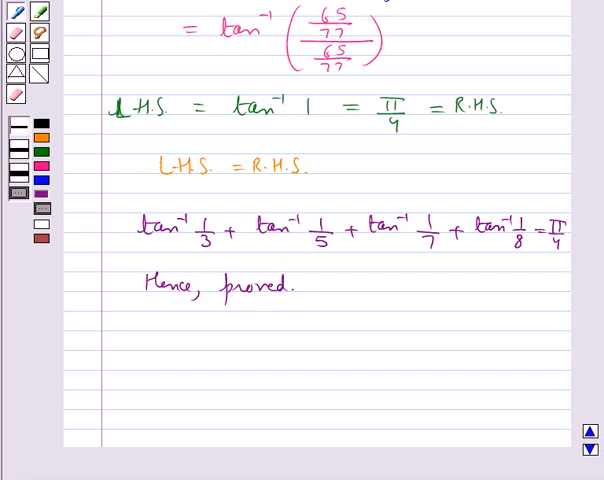 = tan⁻¹ ( (65/77) / (65/77) )
L.H.S. = tan⁻¹ 1 = π/4 = R.H.S.
L.H.S. = R.H.S.
tan⁻¹ 1/3 + tan⁻¹ 1/5 + tan⁻¹ 1/7 + tan⁻¹ 1/8 = π/4
Hence, proved.